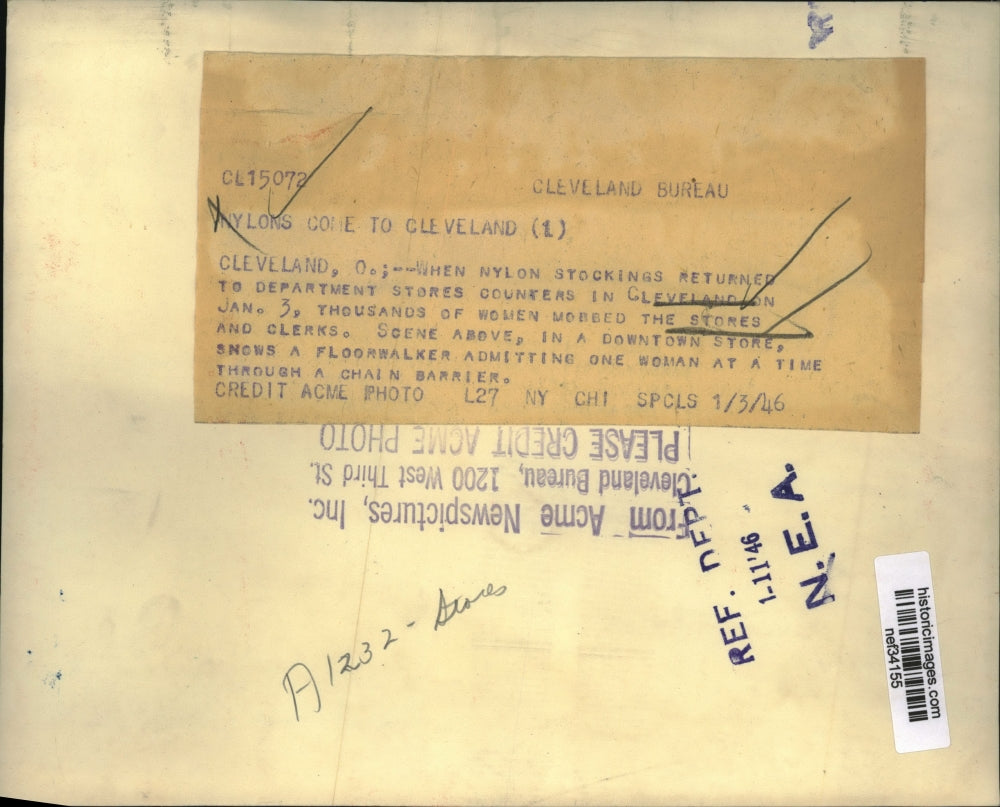 CL15072
CLEVELAND BUREAU
NYLONS COME TO CLEVELAND (1)
CLEVELAND, O.;--WHEN NYLON STOCKINGS RETURNED
TO DEPARTMENT STORES COUNTERS IN CLEVELAND ON
JAN. 3, THOUSANDS OF WOMEN MOBBED THE STORES
AND CLERKS. SCENE ABOVE, IN A DOWNTOWN STORE,
SHOWS A FLOORWALKER ADMITTING ONE WOMAN AT A TIME
THROUGH A CHAIN BARRIER.
CREDIT ACME PHOTO L27 NY CHI SPCLS 1/3/46
From Acme Newspictures, Inc.
Cleveland Bureau, 1200 West Third St.
PLEASE CREDIT ACME PHOTO
REF. DEPT.
1-11'46
N.E.A.
A1232 - Stores
historicimages.com
nef34155